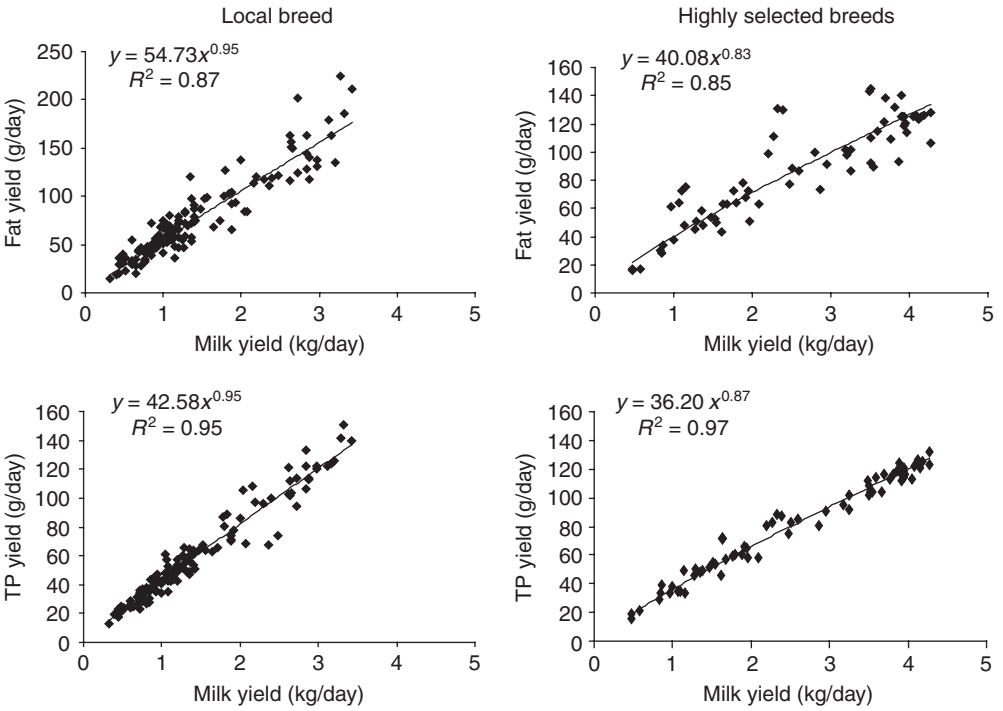 Local breed
y = 54.73x^0.95
R² = 0.87
250
200
150
100
50
0
Fat yield (g/day)
0 1 2 3 4 5
Milk yield (kg/day)
Highly selected breeds
y = 40.08x^0.83
R² = 0.85
160
140
120
100
80
60
40
20
0
Fat yield (g/day)
0 1 2 3 4 5
Milk yield (kg/day)
y = 42.58x^0.95
R² = 0.95
160
140
120
100
80
60
40
20
0
TP yield (g/day)
0 1 2 3 4 5
Milk yield (kg/day)
y = 36.20 x^0.87
R² = 0.97
160
140
120
100
80
60
40
20
0
TP yield (g/day)
0 1 2 3 4 5
Milk yield (kg/day)